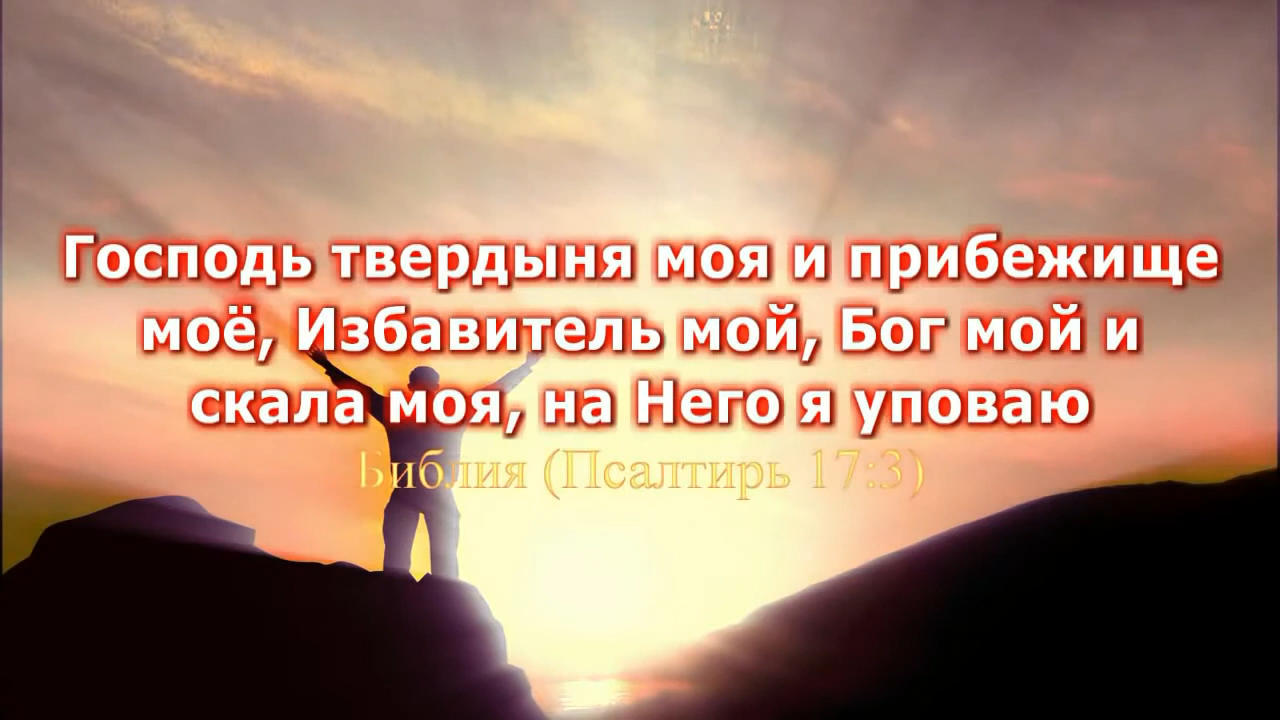 Господь твердыня моя и прибежище
моё, Избавитель мой, Бог мой и
скала моя, на Него я уповаю
Библия (Псалтирь 17:3)